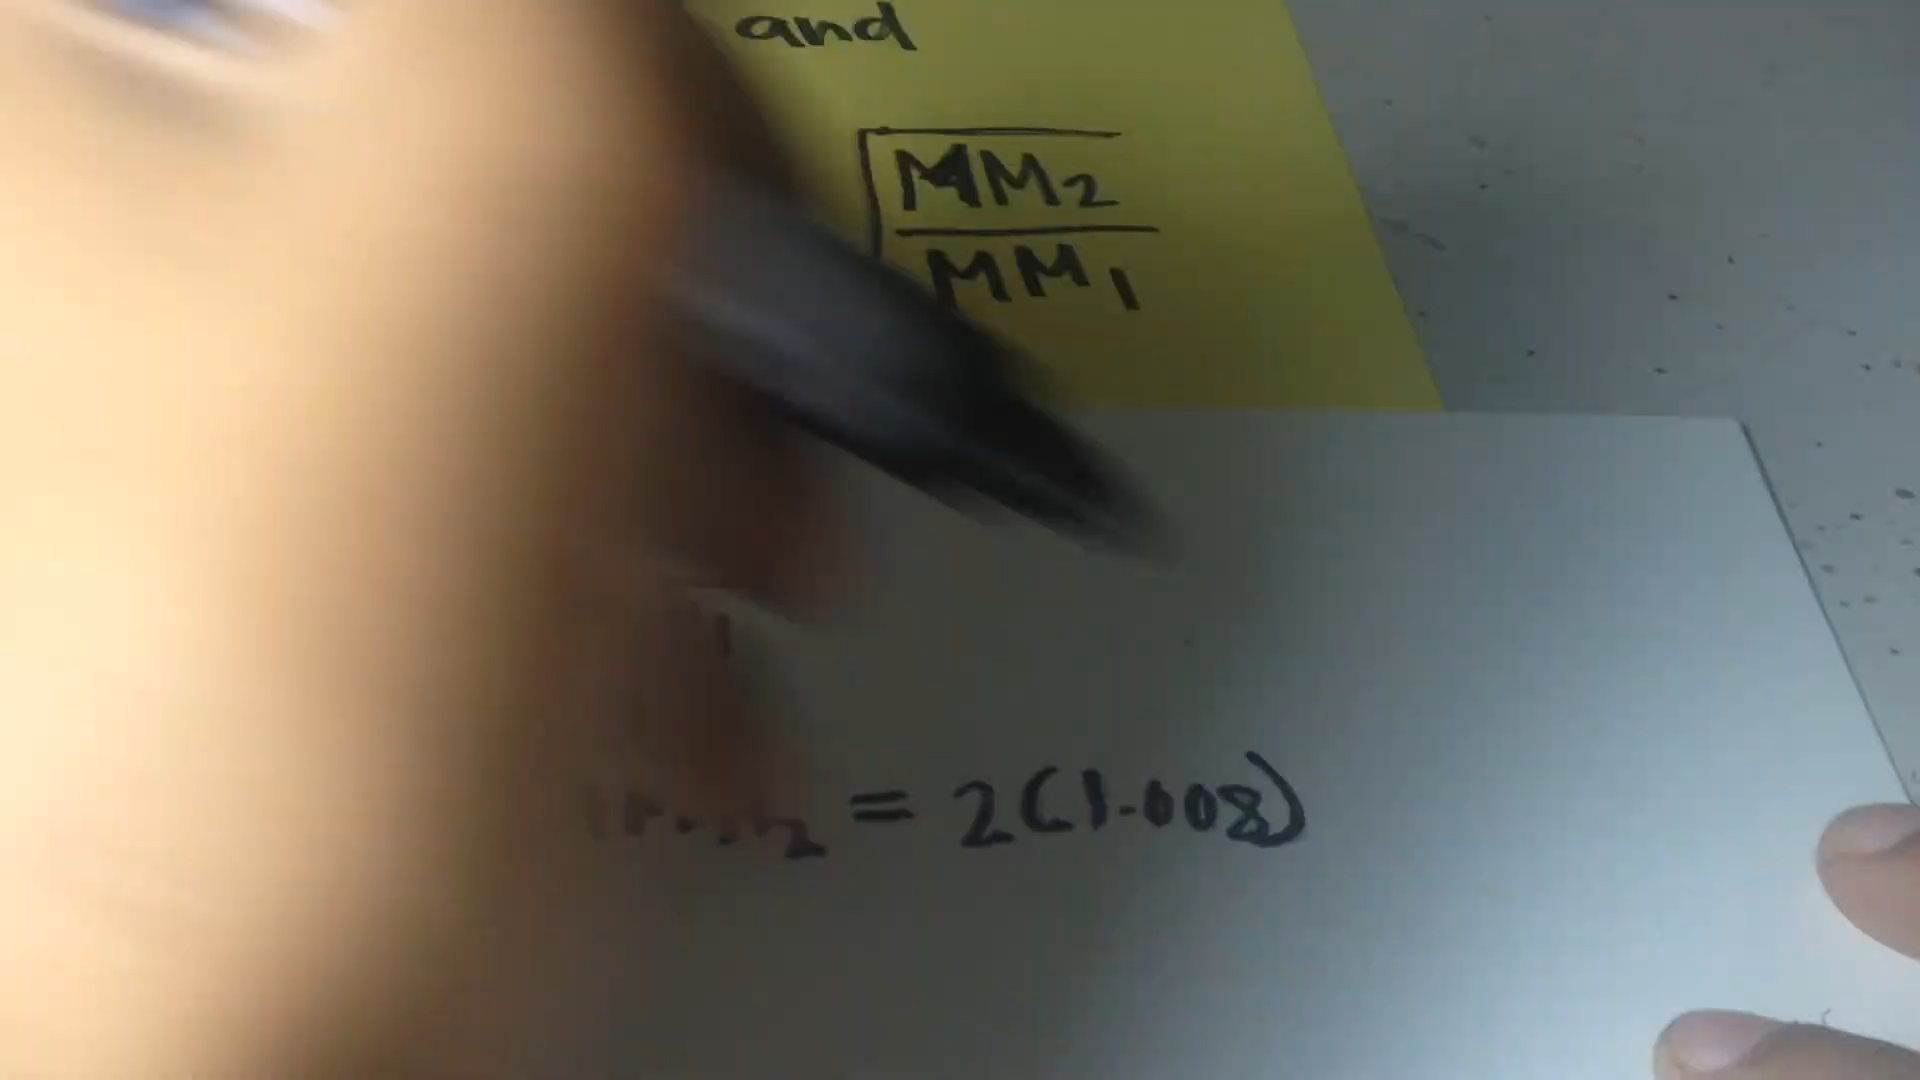 and
MM₂
MM₁
= 2(1.008)